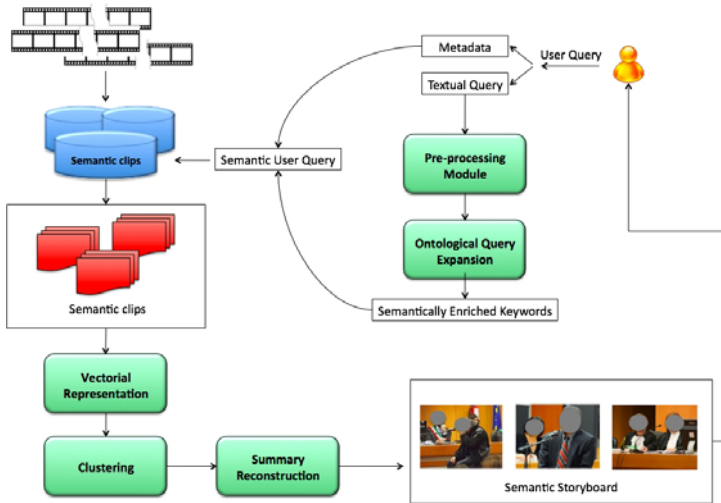 Metadata
User Query
Textual Query
Semantic clips
Semantic User Query
Pre-processing
Module
Ontological Query
Expansion
Semantic clips
Semantically Enriched Keywords
Vectorial
Representation
Clustering
Summary
Reconstruction
Semantic Storyboard